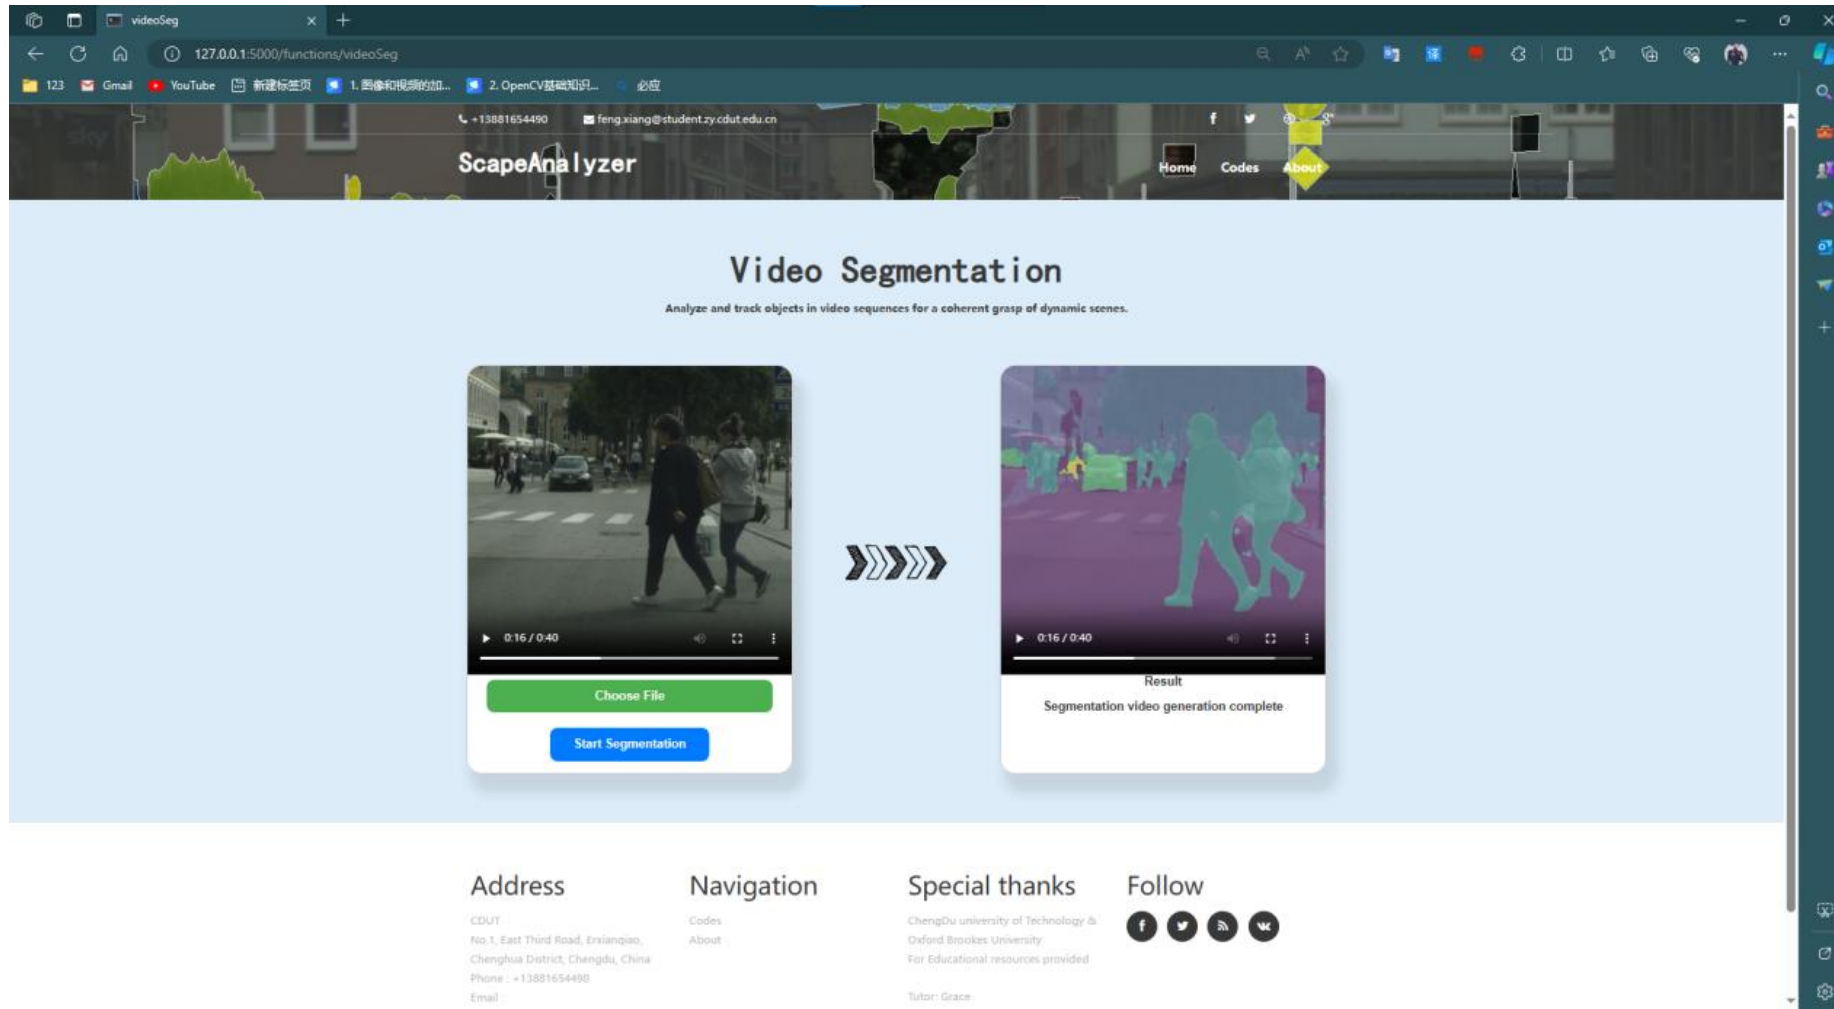 videoSeg
127.0.0.1:5000/functions/videoSeg
123 Gmail YouTube 新建标签页 1. 图像和视频的加... 2. OpenCV基础知识... 必应
+13881654490 feng.xiang@student.zy.cdut.edu.cn
sky
ScapeAnalyzer Home Codes About
Video Segmentation
Analyze and track objects in video sequences for a coherent grasp of dynamic scenes.
0:16 / 0:40
0:16 / 0:40
Choose File
Start Segmentation
Result
Segmentation video generation complete
Address
CDUT
No.1, East Third Road, Erxianqiao,
Chenghua District, Chengdu, China
Phone : +13881654490
Email :
Navigation
Codes
About
Special thanks
ChengDu university of Technology &
Oxford Brookes University
For Educational resources provided
Tutor: Grace
Follow